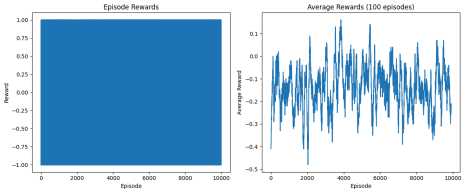 Episode Rewards
1.00
0.75
0.50
0.25
0.00
−0.25
−0.50
−0.75
−1.00
Reward
0 2000 4000 6000 8000 10000
Episode
Average Rewards (100 episodes)
0.1
0.0
−0.1
−0.2
−0.3
−0.4
−0.5
Average Reward
0 2000 4000 6000 8000 10000
Episode